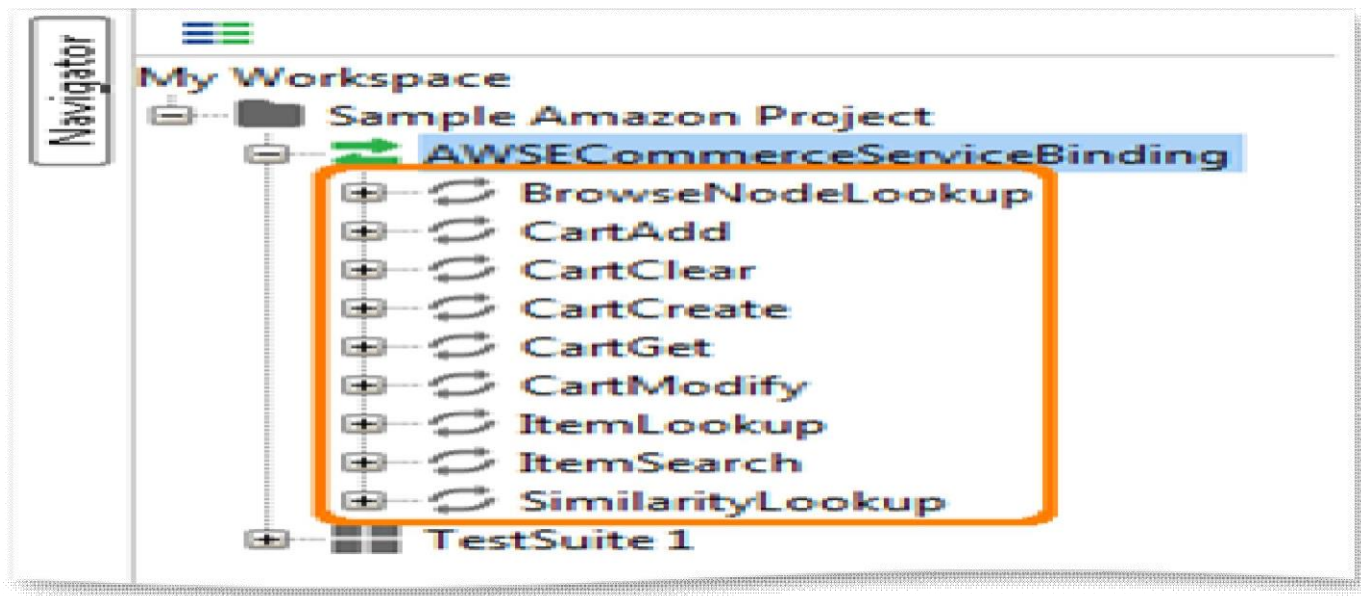 Navigator
My Workspace
Sample Amazon Project
AWSECommerceServiceBinding
BrowseNodeLookup
CartAdd
CartClear
CartCreate
CartGet
CartModify
ItemLookup
ItemSearch
SimilarityLookup
TestSuite 1